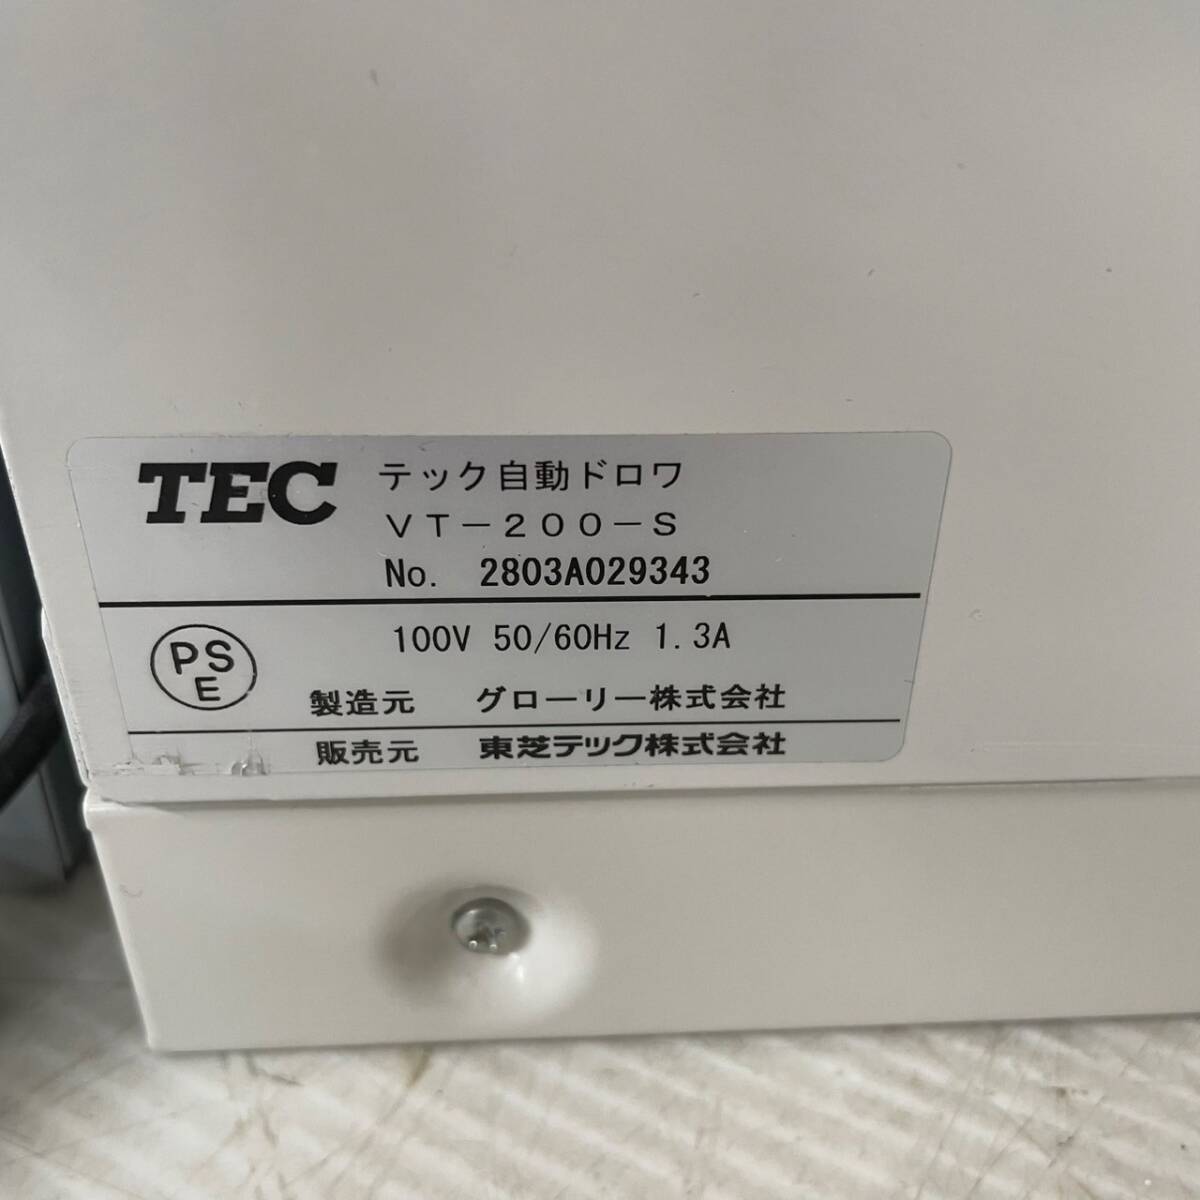 TEC テック自動ドロワ
VT-200-S
No. 2803A029343
100V 50/60Hz 1.3A
PS
E
製造元 グローリー株式会社
販売元 東芝テック株式会社